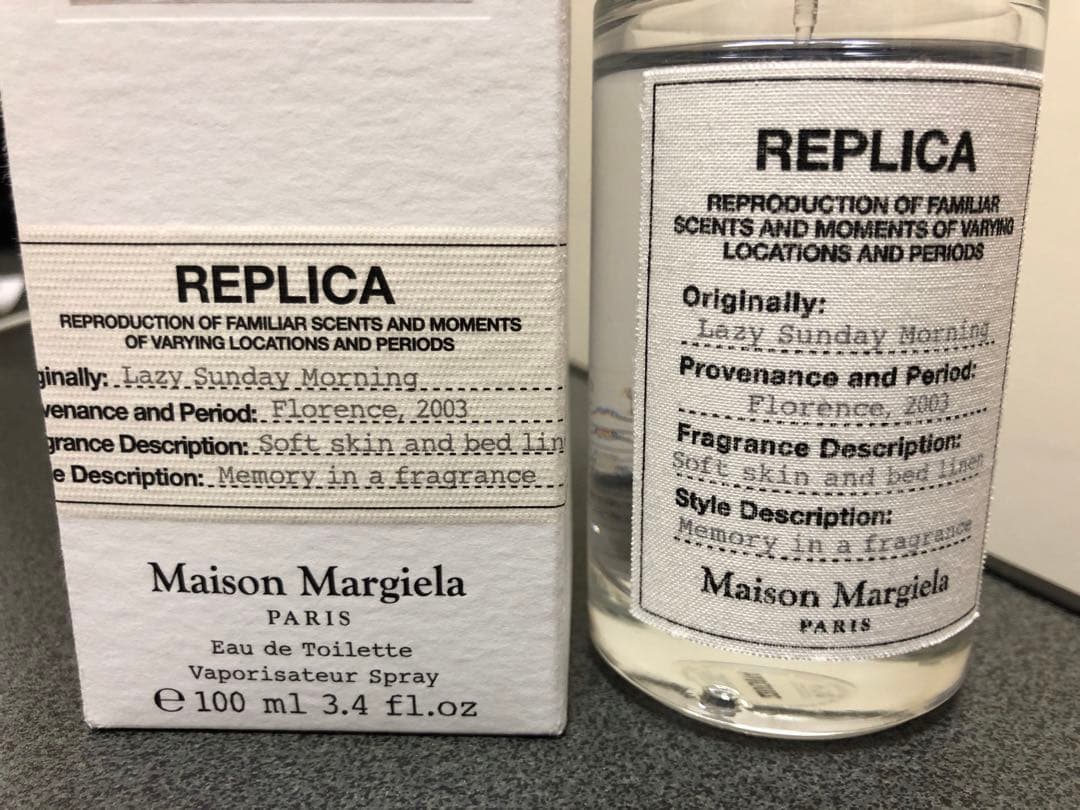 REPLICA
REPRODUCTION OF FAMILIAR SCENTS AND MOMENTS
OF VARYING LOCATIONS AND PERIODS
ginally: Lazy Sunday Morning
venance and Period: Florence, 2003
grance Description: Soft skin and bed lin
e Description: Memory in a fragrance
Maison Margiela
PARIS
Eau de Toilette
Vaporisateur Spray
℮ 100 ml 3.4 fl.oz
REPLICA
REPRODUCTION OF FAMILIAR
SCENTS AND MOMENTS OF VARYING
LOCATIONS AND PERIODS
Originally:
Lazy Sunday Morning
Provenance and Period:
Florence, 2003
Fragrance Description:
Soft skin and bed linen
Style Description:
Memory in a fragrance
Maison Margiela
PARIS